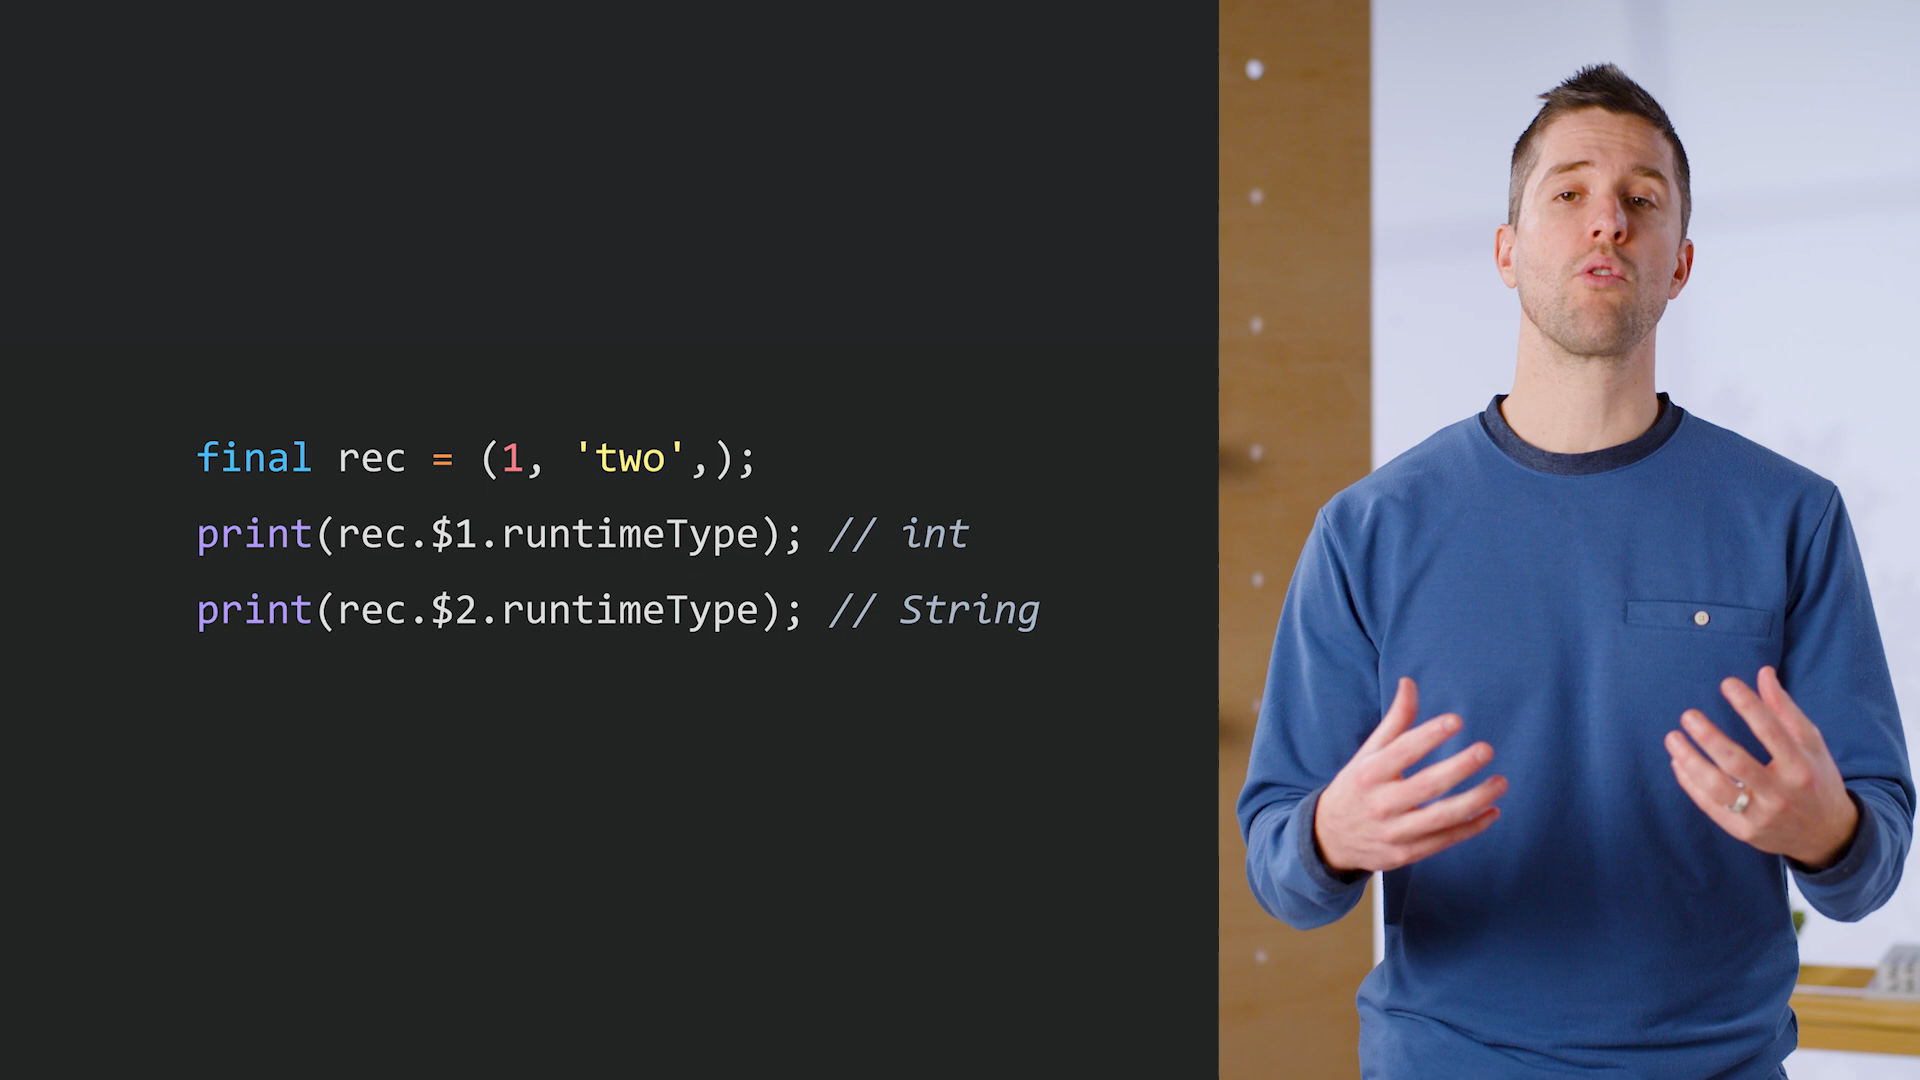 final rec = (1, 'two',);
print(rec.$1.runtimeType); // int
print(rec.$2.runtimeType); // String